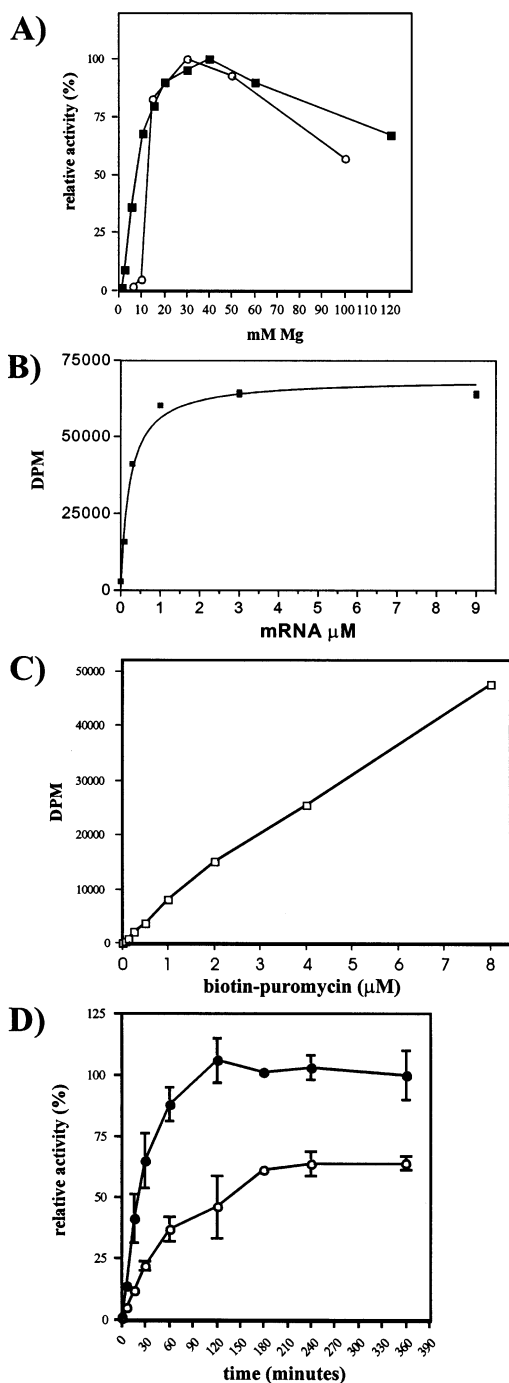 A)
100
75
50
25
0
relative activity (%)
0 10 20 30 40 50 60 70 80 90 100 110 120
mM Mg
B)
75000
50000
25000
0
DPM
0 1 2 3 4 5 6 7 8 9
mRNA µM
C)
50000
40000
30000
20000
10000
0
DPM
0 1 2 3 4 5 6 7 8
biotin-puromycin (µM)
D)
125
100
75
50
25
0
relative activity (%)
0 30 60 90 120 150 180 210 240 270 300 330 360 390
time (minutes)